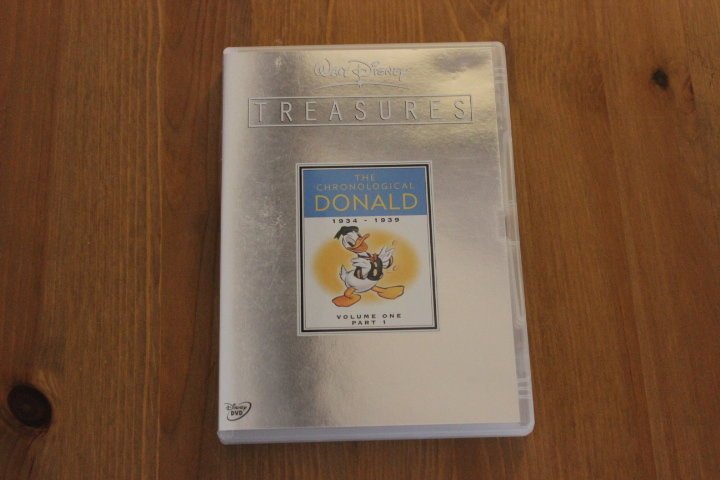 WALT DISNEY
TREASURES
THE
CHRONOLOGICAL
DONALD
1934 - 1939
VOLUME ONE
PART 1
Disney
DVD